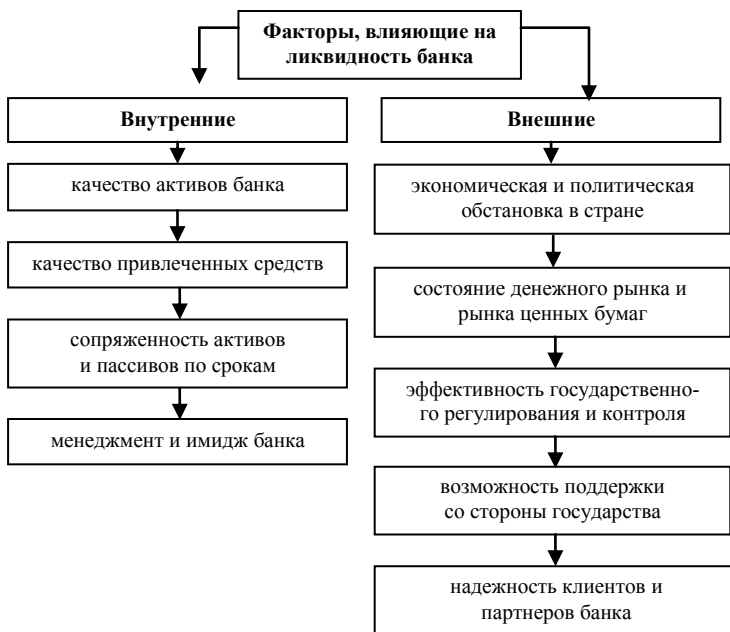 Факторы, влияющие на
ликвидность банка
Внутренние
качество активов банка
качество привлеченных средств
сопряженность активов
и пассивов по срокам
менеджмент и имидж банка
Внешние
экономическая и политическая
обстановка в стране
состояние денежного рынка и
рынка ценных бумаг
эффективность государственно-
го регулирования и контроля
возможность поддержки
со стороны государства
надежность клиентов и
партнеров банка